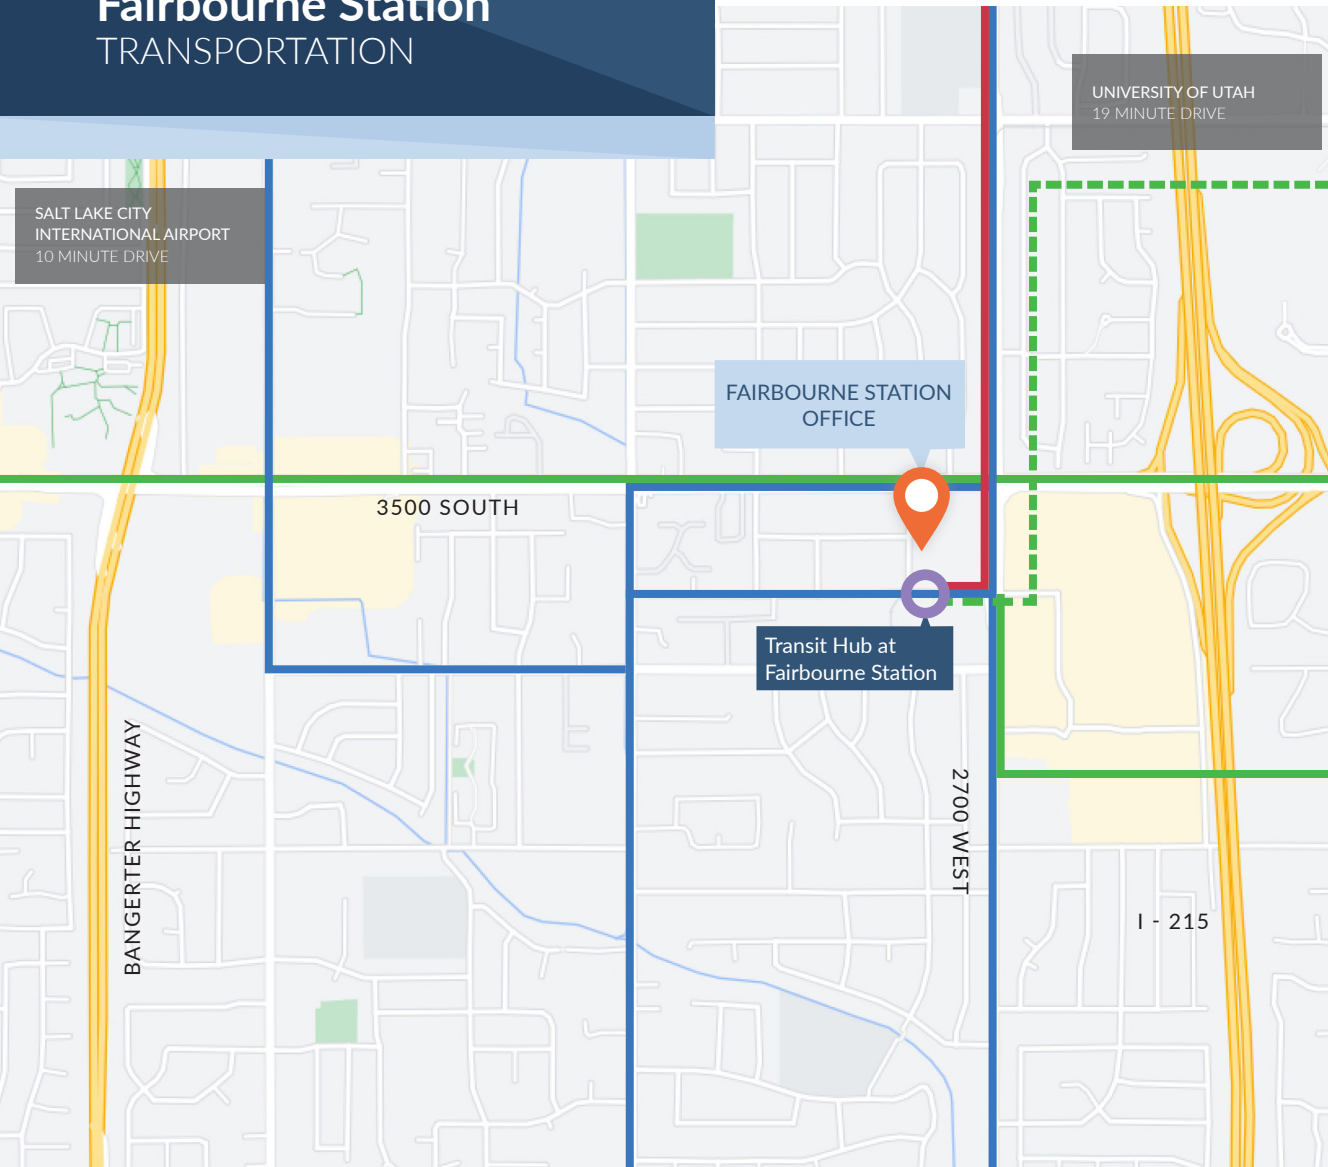 Fairbourne Station
TRANSPORTATION
UNIVERSITY OF UTAH
19 MINUTE DRIVE
SALT LAKE CITY
INTERNATIONAL AIRPORT
10 MINUTE DRIVE
FAIRBOURNE STATION
OFFICE
3500 SOUTH
Transit Hub at
Fairbourne Station
BANGERTER HIGHWAY
2700 WEST
I - 215